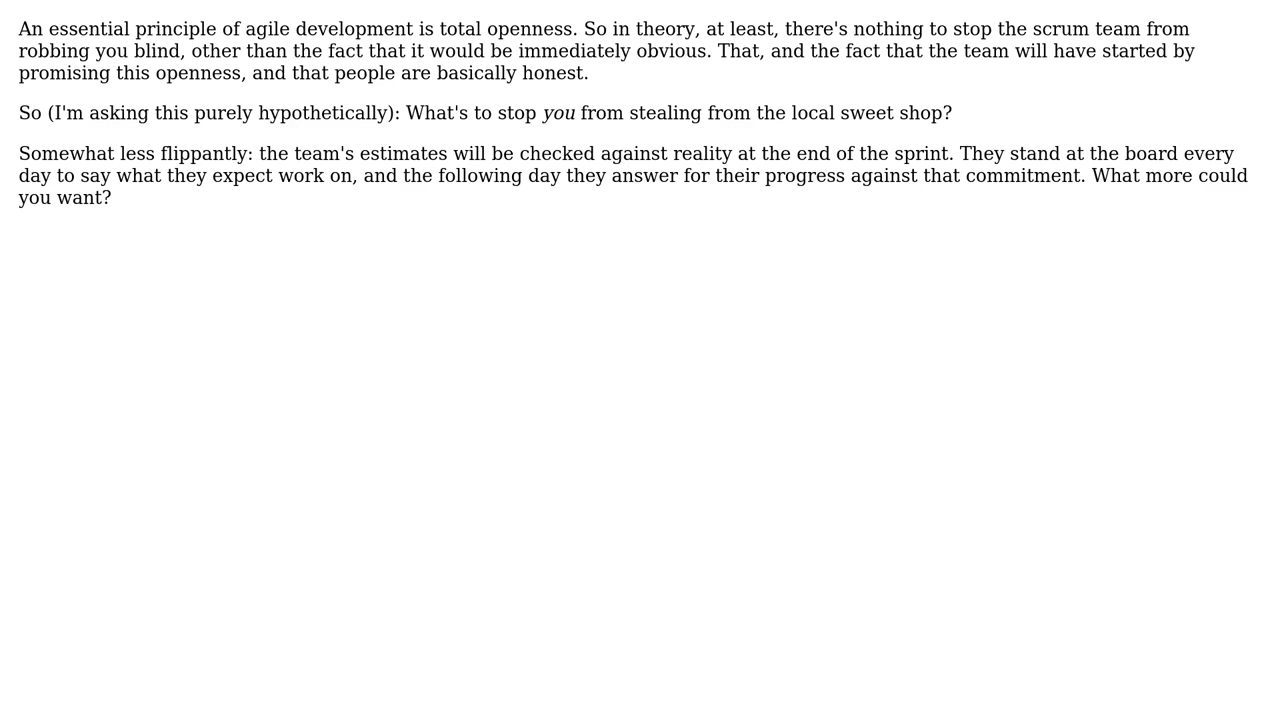 An essential principle of agile development is total openness. So in theory, at least, there's nothing to stop the scrum team from
robbing you blind, other than the fact that it would be immediately obvious. That, and the fact that the team will have started by
promising this openness, and that people are basically honest.
So (I'm asking this purely hypothetically): What's to stop you from stealing from the local sweet shop?
Somewhat less flippantly: the team's estimates will be checked against reality at the end of the sprint. They stand at the board every
day to say what they expect work on, and the following day they answer for their progress against that commitment. What more could
you want?